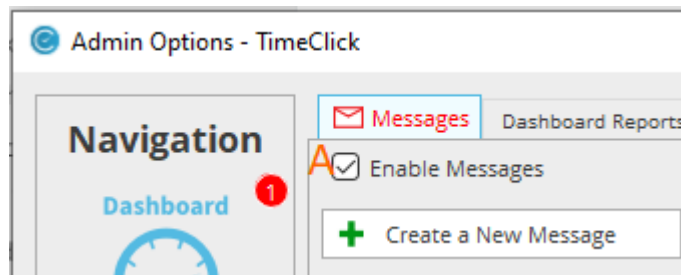 Admin Options - TimeClick
Messages Dashboard Reports
Navigation
A Enable Messages
Dashboard 1
Create a New Message